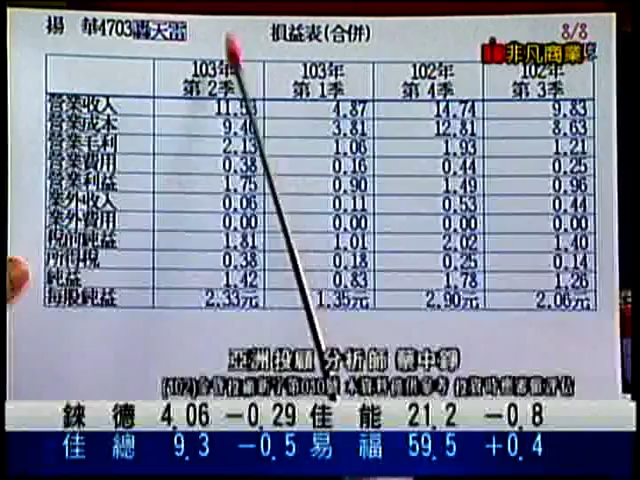 揚 華4703轟天雷 損益表(合併) 8/8
非凡商業
103年 103年 102年 102年
第 2季 第 1季 第 4季 第 3季
營業收入 4.87 14.74 9.83
營業成本 9.46 3.81 12.81 8.63
營業毛利 2.13 1.06 1.93 1.21
營業費用 0.38 0.16 0.44 0.25
營業利益 1.75 0.90 1.49 0.96
業外收入 0.06 0.11 0.53 0.44
業外費用 0.00 0.00 0.00 0.00
稅前純益 1.81 1.01 2.02 1.40
所得稅 0.38 0.18 0.25 0.14
純益 1.42 0.83 1.78 1.26
每股純益 2.33元 1.35元 2.90元 2.06元
亞洲投顧 分析師
錸 德 4.06 －0.29 佳 能 21.2 －0.8
佳 總 9.3 －0.5 易 福 59.5 +0.4